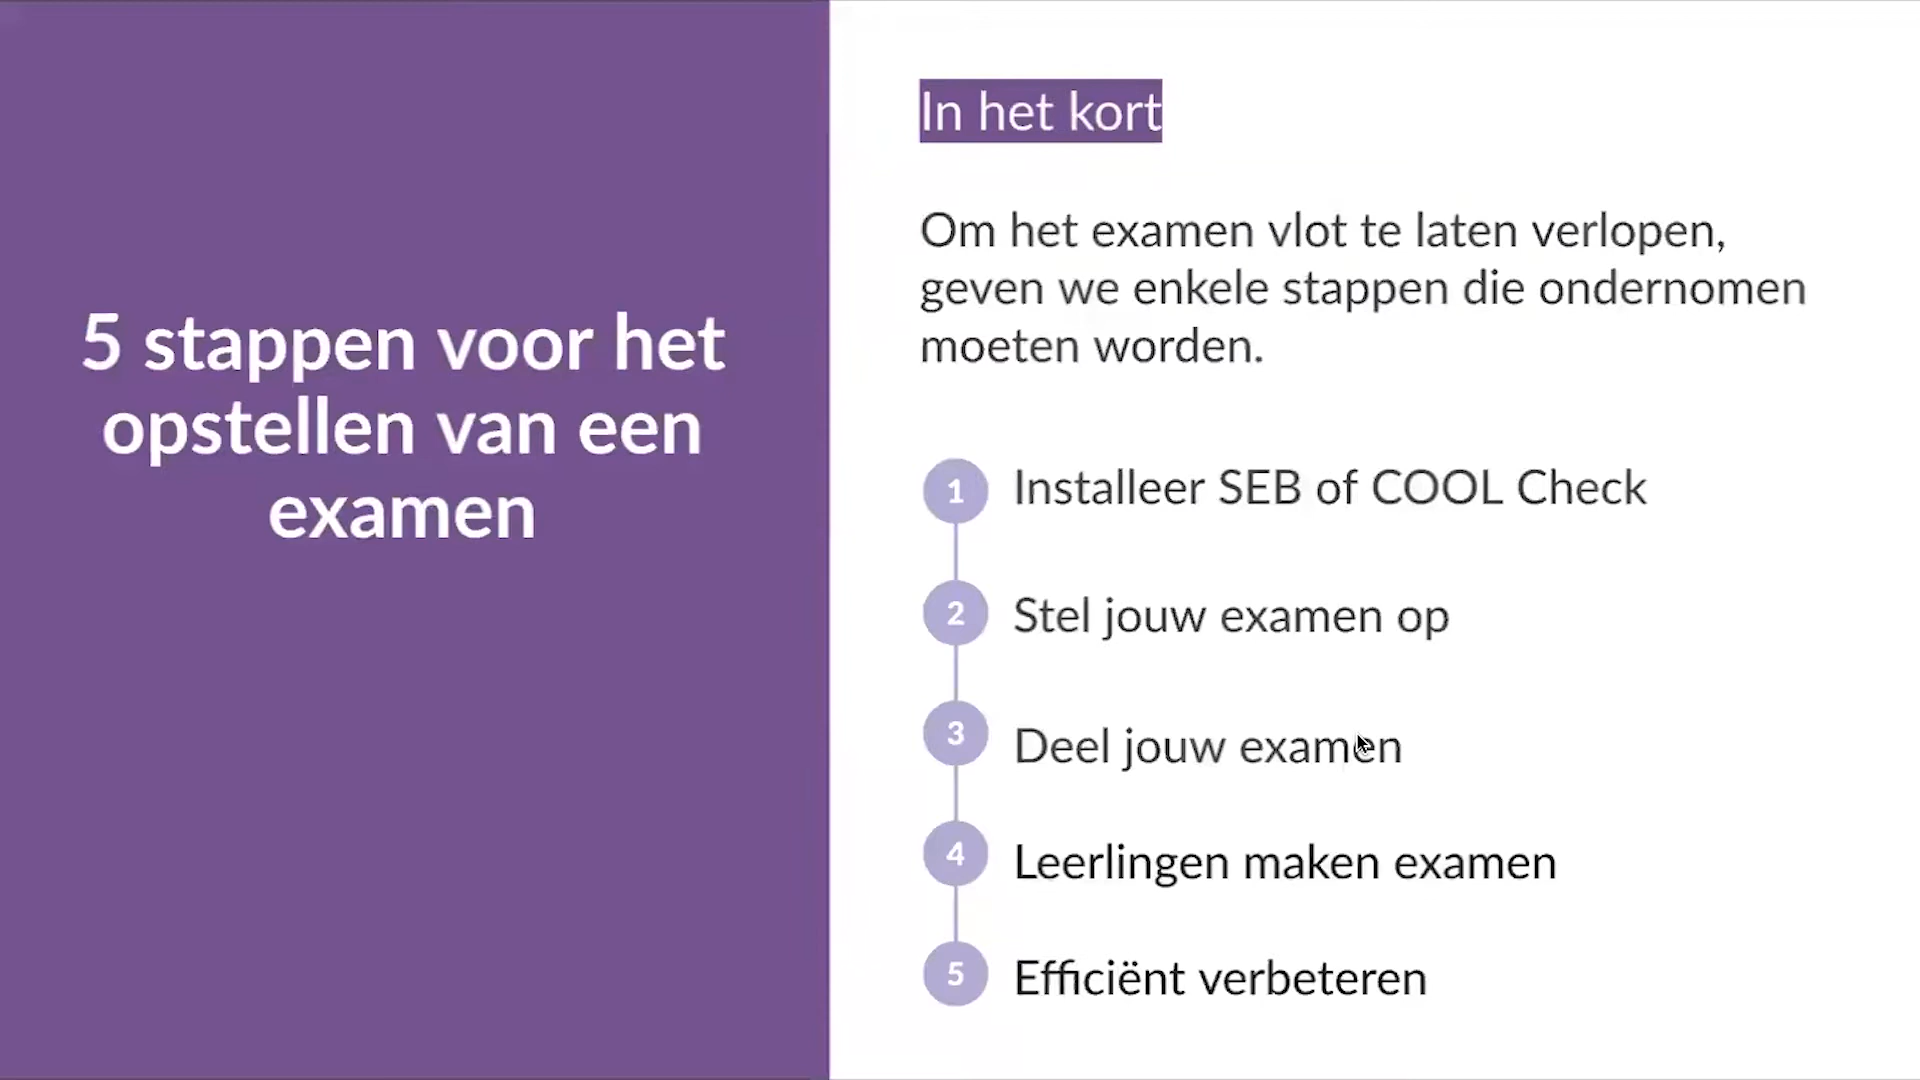 5 stappen voor het
opstellen van een
examen
In het kort
Om het examen vlot te laten verlopen,
geven we enkele stappen die ondernomen
moeten worden.
1 Installeer SEB of COOL Check
2 Stel jouw examen op
3 Deel jouw examen
4 Leerlingen maken examen
5 Efficiënt verbeteren